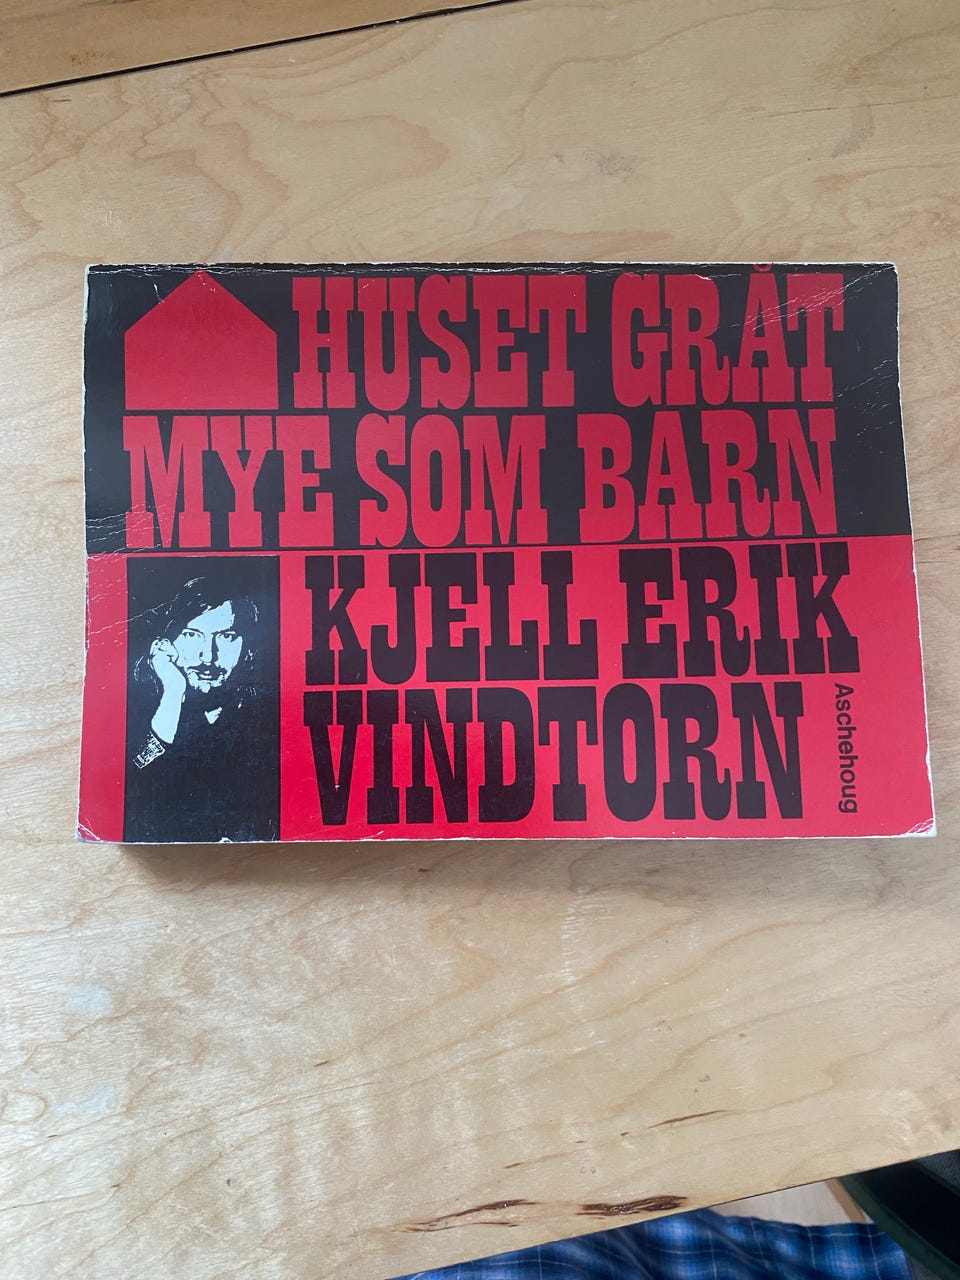 HUSET GRÅT
MYE SOM BARN
KJELL ERIK
VINDTORN
Aschehoug